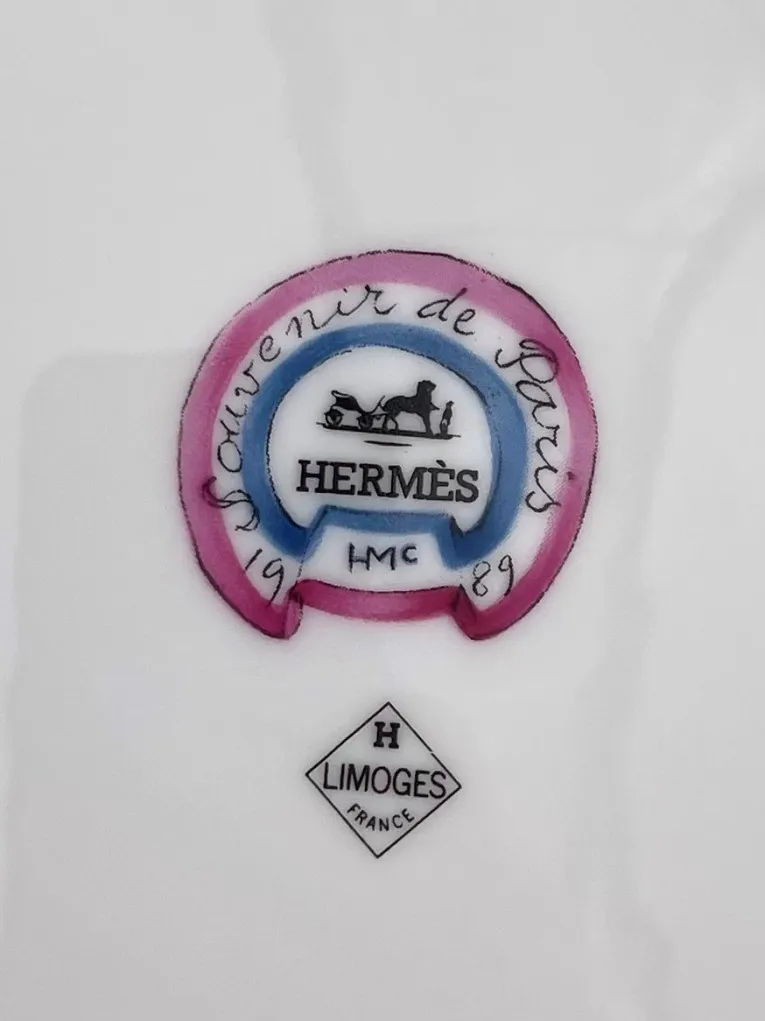 Souvenir de Paris
HERMÈS
HMC
19 89
H
LIMOGES
FRANCE